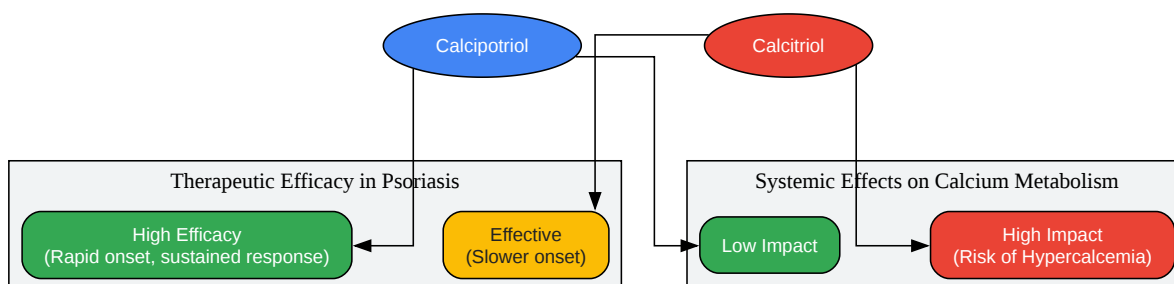 Calcipotriol
Calcitriol
Therapeutic Efficacy in Psoriasis
High Efficacy
(Rapid onset, sustained response)
Effective
(Slower onset)
Systemic Effects on Calcium Metabolism
Low Impact
High Impact
(Risk of Hypercalcemia)